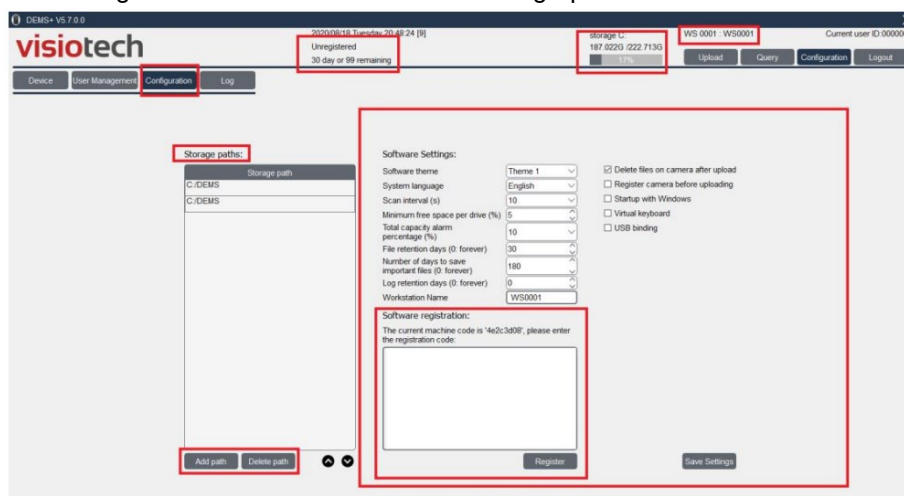 DEMS+ V5.7.0.0
visiotech
2020/08/18 Tuesday 20:48:24 [9]
Unregistered
30 day or 99 remaining
storage C:
187.022G /222.713G
17%
WS 0001 : WS0001
Current user ID:00000
Upload Query Configuration Logout
Device User Management Configuration Log
Storage paths:
Storage path
C:/DEMS
C:/DEMS
Add path Delete path
Software Settings:
Software theme Theme 1
System language English
Scan interval (s) 10
Minimum free space per drive (%) 5
Total capacity alarm
percentage (%) 10
File retention days (0: forever) 30
Number of days to save
important files (0: forever) 180
Log retention days (0: forever) 0
Workstation Name WS0001
Delete files on camera after upload
Register camera before uploading
Startup with Windows
Virtual keyboard
USB binding
Software registration:
The current machine code is '4e2c3d08', please enter
the registration code:
Register
Save Settings